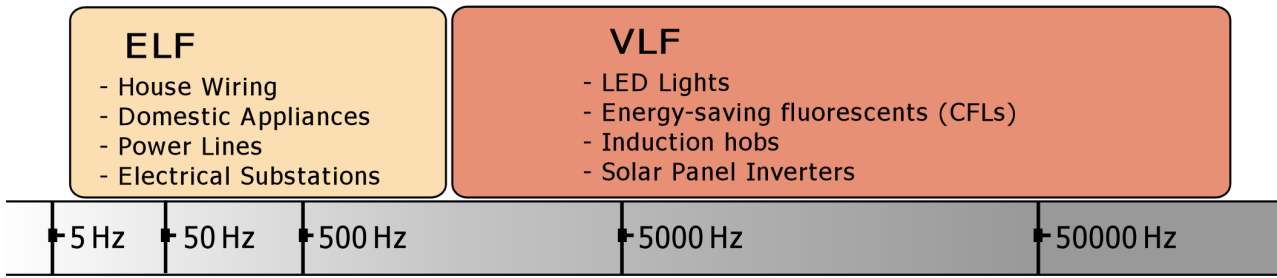 ELF
- House Wiring
- Domestic Appliances
- Power Lines
- Electrical Substations
VLF
- LED Lights
- Energy-saving fluorescents (CFLs)
- Induction hobs
- Solar Panel Inverters
5 Hz
50 Hz
500 Hz
5000 Hz
50000 Hz